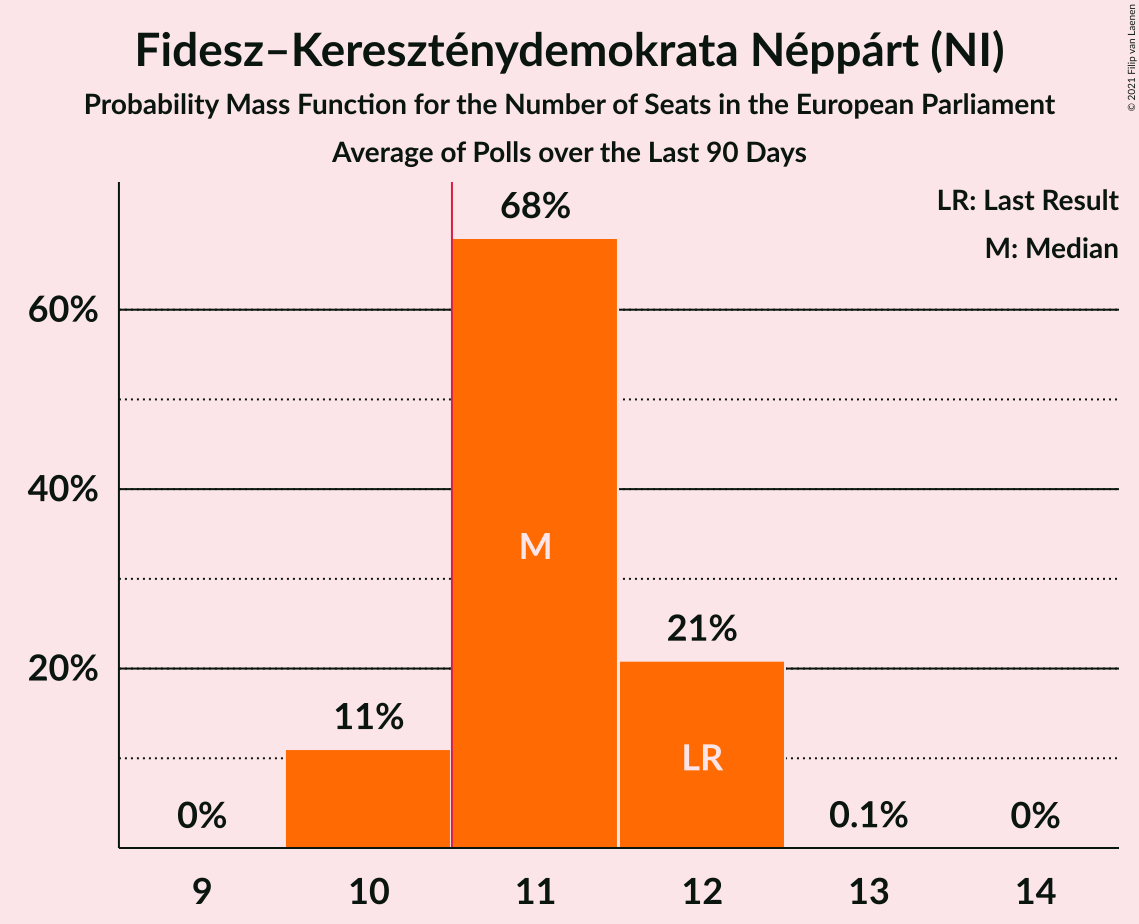 Fidesz–Kereszténydemokrata Néppárt (NI)
Probability Mass Function for the Number of Seats in the European Parliament
Average of Polls over the Last 90 Days
© 2021 Filip van Laenen
LR: Last Result
M: Median
68%
60%
40%
M
21%
20%
11%
LR
0%
0.1%
0%
9 10 11 12 13 14